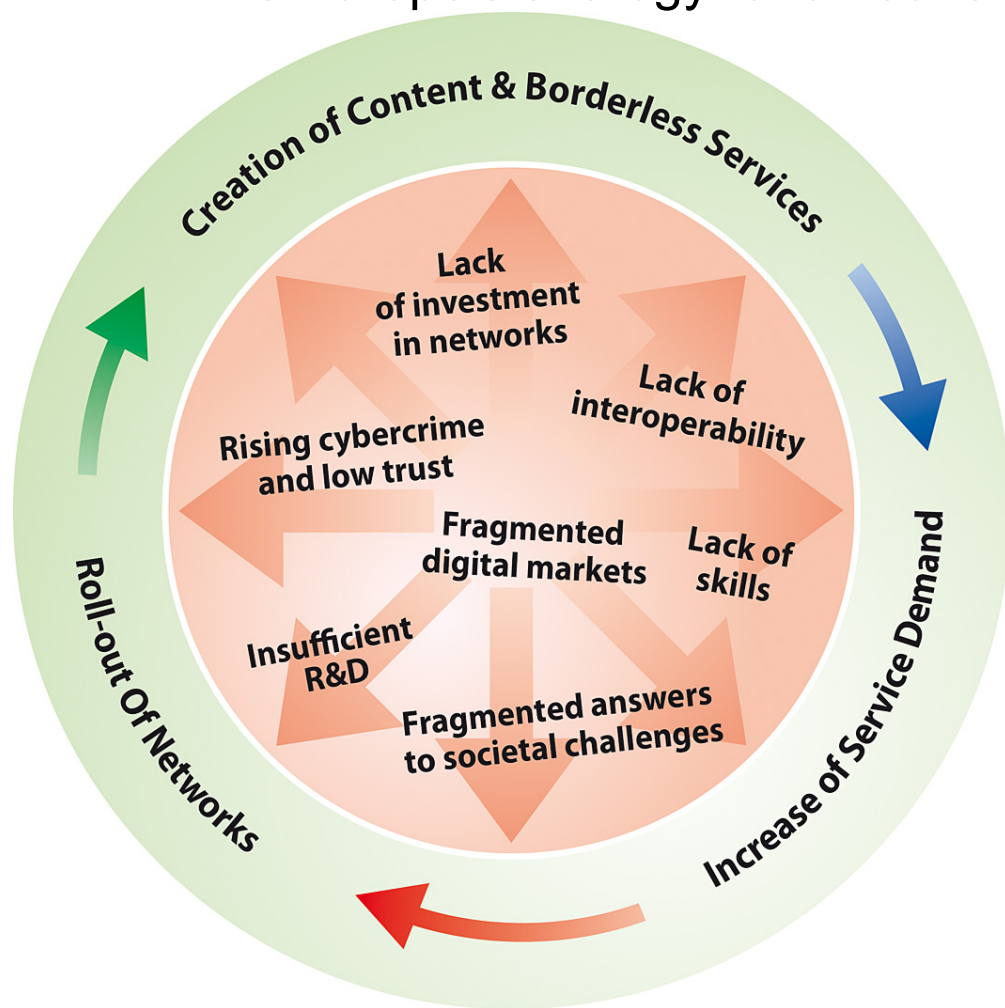 Creation of Content & Borderless Services
Lack
of investment
in networks
Lack of
interoperability
Rising cybercrime
and low trust
Fragmented
digital markets
Lack of
skills
Insufficient
R&D
Fragmented answers
to societal challenges
Increase of Service Demand
Roll-out Of Networks